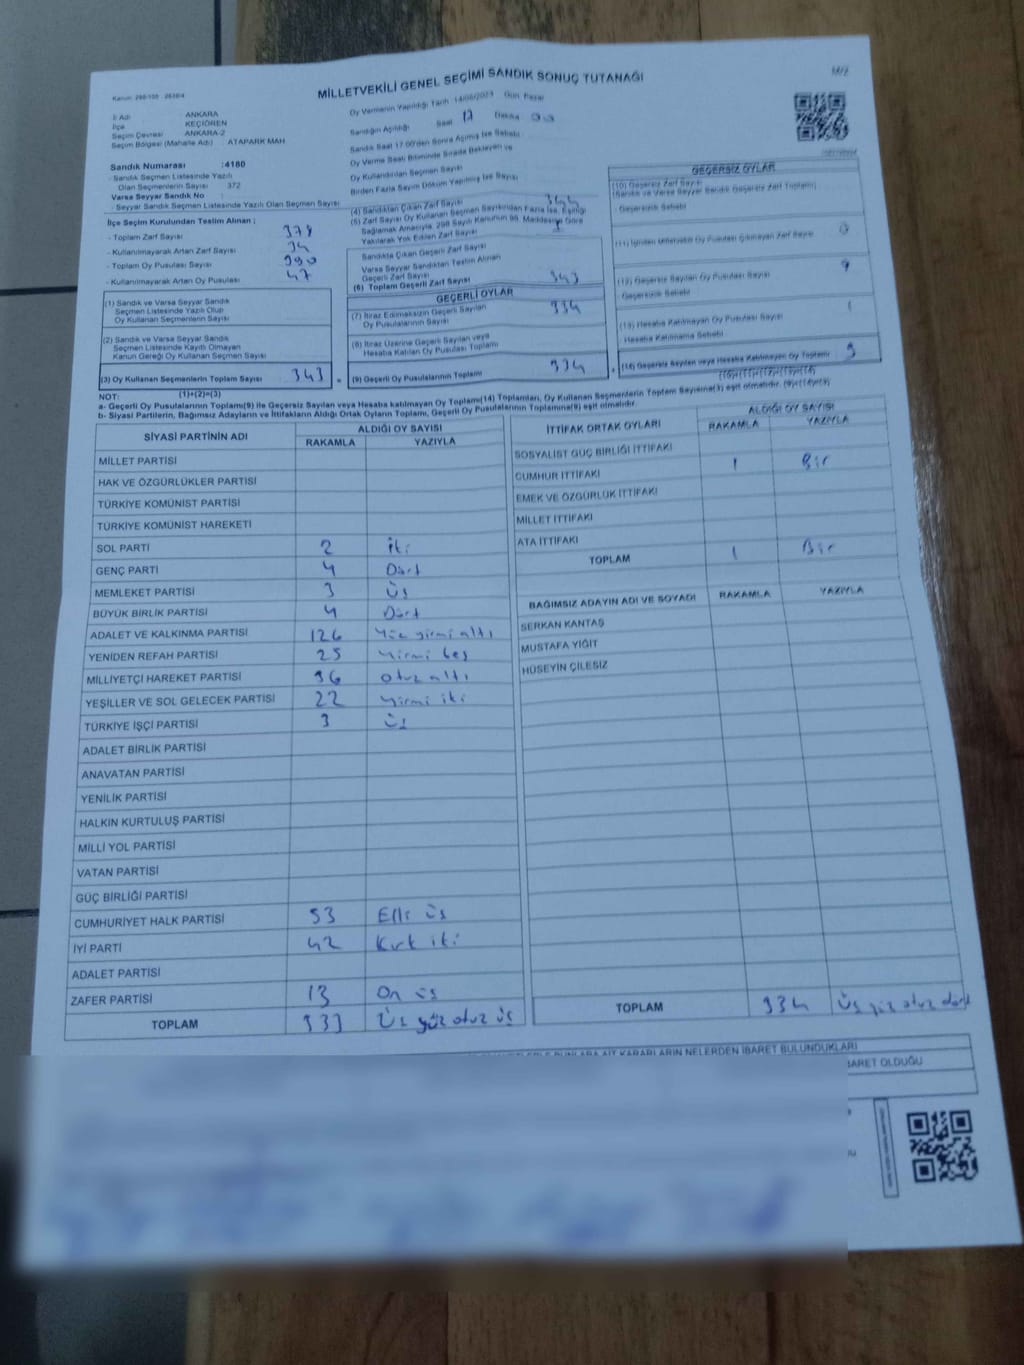 MİLLETVEKİLİ GENEL SEÇİMİ SANDIK SONUÇ TUTANAĞI
Oy Vermenin Yapıldığı Tarih 14/05/2023 Gün Pazar
İl Adı ANKARA
İlçe KEÇİÖREN
Seçim Çevresi ANKARA-2
Seçim Bölgesi (Mahalle Adı) ATAPARK MAH
Sandık Numarası :4180
Sandık Seçmen Listesinde Yazılı
Olan Seçmenlerin Sayısı 372
Varsa Seyyar Sandık No :
Seyyar Sandık Seçmen Listesinde Yazılı Olan Seçmen Sayısı
Sandığın Açıldığı Saat 17 Dakika
Sandık Saat 17.00'den Sonra Açılmış İse Sebebi
Oy Verme Saati Bitiminde Sırada Bekleyen ve
Oy Kullandırılan Seçmen Sayısı
Birden Fazla Sayım Döküm Yapılmış İse Sayısı
İlçe Seçim Kurulundan Teslim Alınan :
- Toplam Zarf Sayısı
- Kullanılmayarak Artan Zarf Sayısı 34
- Toplam Oy Pusulası Sayısı 390
- Kullanılmayarak Artan Oy Pusulası 47
(1) Sandık ve Varsa Seyyar Sandık
Seçmen Listesinde Yazılı Olup
Oy Kullanan Seçmenlerin Sayısı
(2) Sandık ve Varsa Seyyar Sandık
Seçmen Listesinde Kayıtlı Olmayan
Kanun Gereği Oy Kullanan Seçmen Sayısı
(3) Oy Kullanan Seçmenlerin Toplam Sayısı 343 =
(1)+(2)=(3)
(4) Sandıktan Çıkan Zarf Sayısı 344
(5) Zarf Sayısı Oy Kullanan Seçmen Sayısından Fazla İse, Eşitliği
Sağlamak Amacıyla, 298 Sayılı Kanunun 98. Maddesine Göre
Yakılarak Yok Edilen Zarf Sayısı 1
Sandıkta Çıkan Geçerli Zarf Sayısı
Varsa Seyyar Sandıktan Teslim Alınan
Geçerli Zarf Sayısı
(6) Toplam Geçerli Zarf Sayısı 343
GEÇERLİ OYLAR
(7) İtiraz Edilmeksizin Geçerli Sayılan
Oy Pusulalarının Sayısı 334
(8) İtiraz Üzerine Geçerli Sayılan veya
Hesaba Katılan Oy Pusulası Toplamı
(9) Geçerli Oy Pusulalarının Toplamı 334 +
GEÇERSİZ OYLAR
(10) Geçersiz Zarf Sayısı
(Sandık ve Varsa Seyyar Sandık Geçersiz Zarf Toplamı)
Geçersizlik Sebebi
(11) İçinden Milletvekili Oy Pusulası Çıkmayan Zarf Sayısı 0
(12) Geçersiz Sayılan Oy Pusulası Sayısı
Geçersizlik Sebebi
(13) Hesaba Katılmayan Oy Pusulası Sayısı
Hesaba Katılmama Sebebi
(14) Geçersiz Sayılan veya Hesaba Katılmayan Oy Toplamı
(10)+(11)+(12)+(13)=(14)
NOT:
a- Geçerli Oy Pusulalarının Toplamı(9) ile Geçersiz Sayılan veya Hesaba katılmayan Oy Toplamı(14) Toplamları, Oy Kullanan Seçmenlerin Toplam Sayısına(3) eşit olmalıdır. (9)+(14)=(3)
b- Siyasi Partilerin, Bağımsız Adayların ve İttifakların Aldığı Ortak Oyların Toplamı, Geçerli Oy Pusulalarının Toplamına(9) eşit olmalıdır.
SİYASİ PARTİNİN ADI ALDIĞI OY SAYISI
RAKAMLA YAZIYLA
MİLLET PARTİSİ
HAK VE ÖZGÜRLÜKLER PARTİSİ
TÜRKİYE KOMÜNİST PARTİSİ
TÜRKİYE KOMÜNİST HAREKETİ
SOL PARTİ 2 iki
GENÇ PARTİ 4 Dört
MEMLEKET PARTİSİ 3 Üç
BÜYÜK BİRLİK PARTİSİ 4 Dört
ADALET VE KALKINMA PARTİSİ 126 Yüz yirmi altı
YENİDEN REFAH PARTİSİ 25 Yirmi beş
MİLLİYETÇİ HAREKET PARTİSİ 36 otuz altı
YEŞİLLER VE SOL GELECEK PARTİSİ 22 Yirmi iki
TÜRKİYE İŞÇİ PARTİSİ 3 üç
ADALET BİRLİK PARTİSİ
ANAVATAN PARTİSİ
YENİLİK PARTİSİ
HALKIN KURTULUŞ PARTİSİ
MİLLİ YOL PARTİSİ
VATAN PARTİSİ
GÜÇ BİRLİĞİ PARTİSİ
CUMHURİYET HALK PARTİSİ 53 Elli üç
İYİ PARTİ 42 Kırk iki
ADALET PARTİSİ
ZAFER PARTİSİ 13 On üç
TOPLAM 333 Üç yüz otuz üç
İTTİFAK ORTAK OYLARI ALDIĞI OY SAYISI
RAKAMLA YAZIYLA
SOSYALİST GÜÇ BİRLİĞİ İTTİFAKI
CUMHUR İTTİFAKI 1 Bir
EMEK VE ÖZGÜRLÜK İTTİFAKI
MİLLET İTTİFAKI
ATA İTTİFAKI
TOPLAM 1 Bir
BAĞIMSIZ ADAYIN ADI VE SOYADI RAKAMLA YAZIYLA
SERKAN KANTAŞ
MUSTAFA YİĞİT
HÜSEYİN ÇİLESİZ
TOPLAM 334 Üç yüz otuz dört
KARARLARIN NELERDEN İBARET BULUNDUKLARI
İBARET OLDUĞU